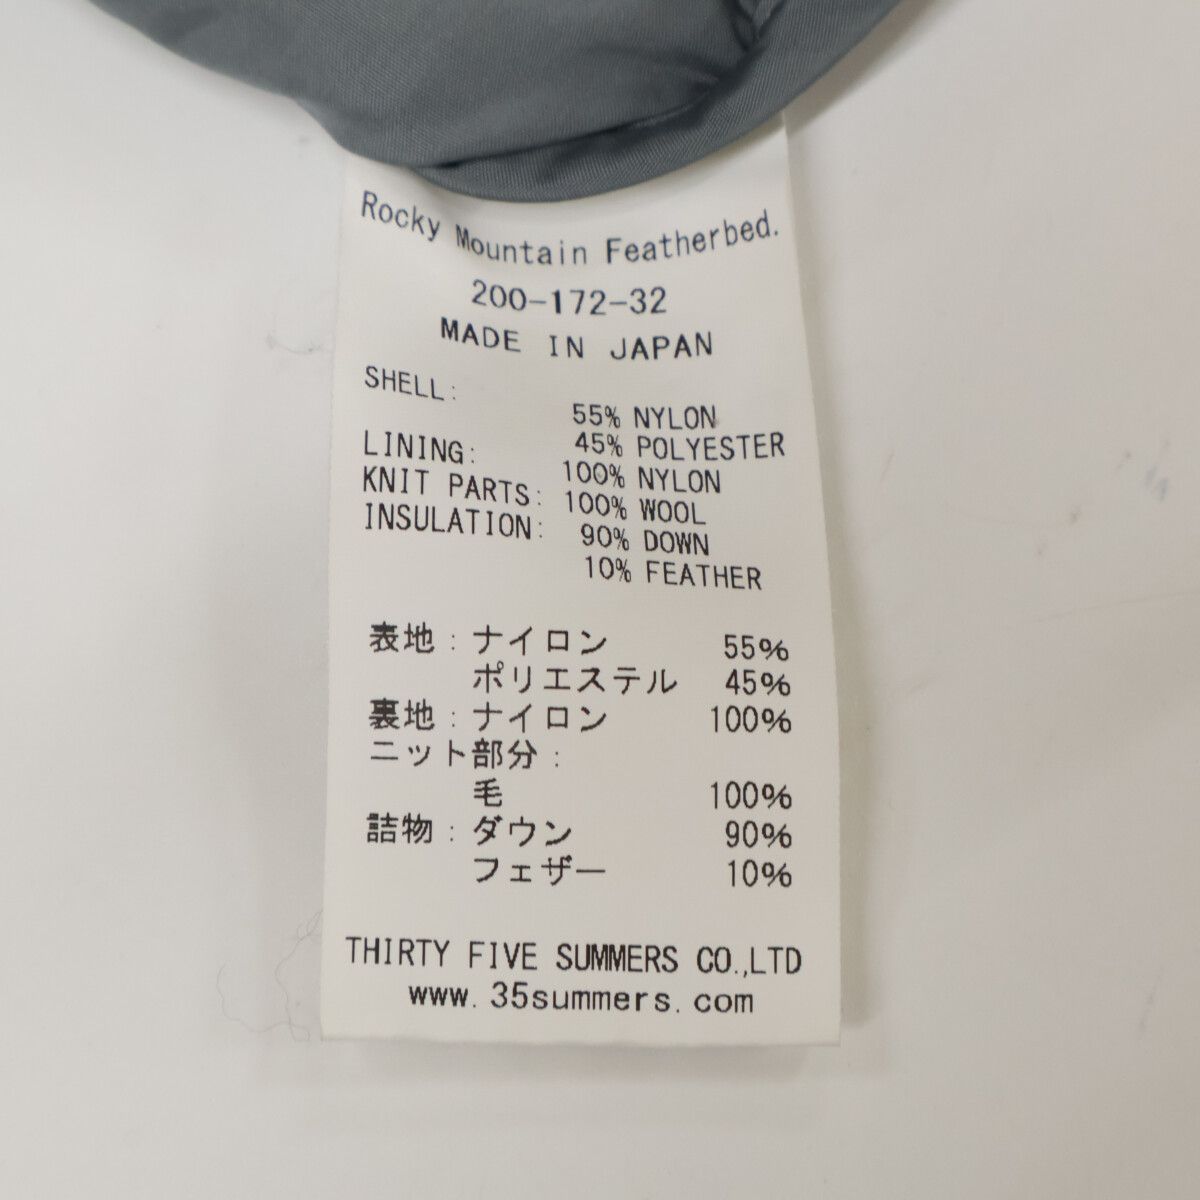 Rocky Mountain Featherbed.
200-172-32
MADE IN JAPAN
SHELL:
55% NYLON
45% POLYESTER
LINING: 100% NYLON
KNIT PARTS: 100% WOOL
INSULATION: 90% DOWN
10% FEATHER
表地:ナイロン 55%
ポリエステル 45%
裏地:ナイロン 100%
ニット部分:
毛 100%
詰物:ダウン 90%
フェザー 10%
THIRTY FIVE SUMMERS CO.,LTD
www.35summers.com